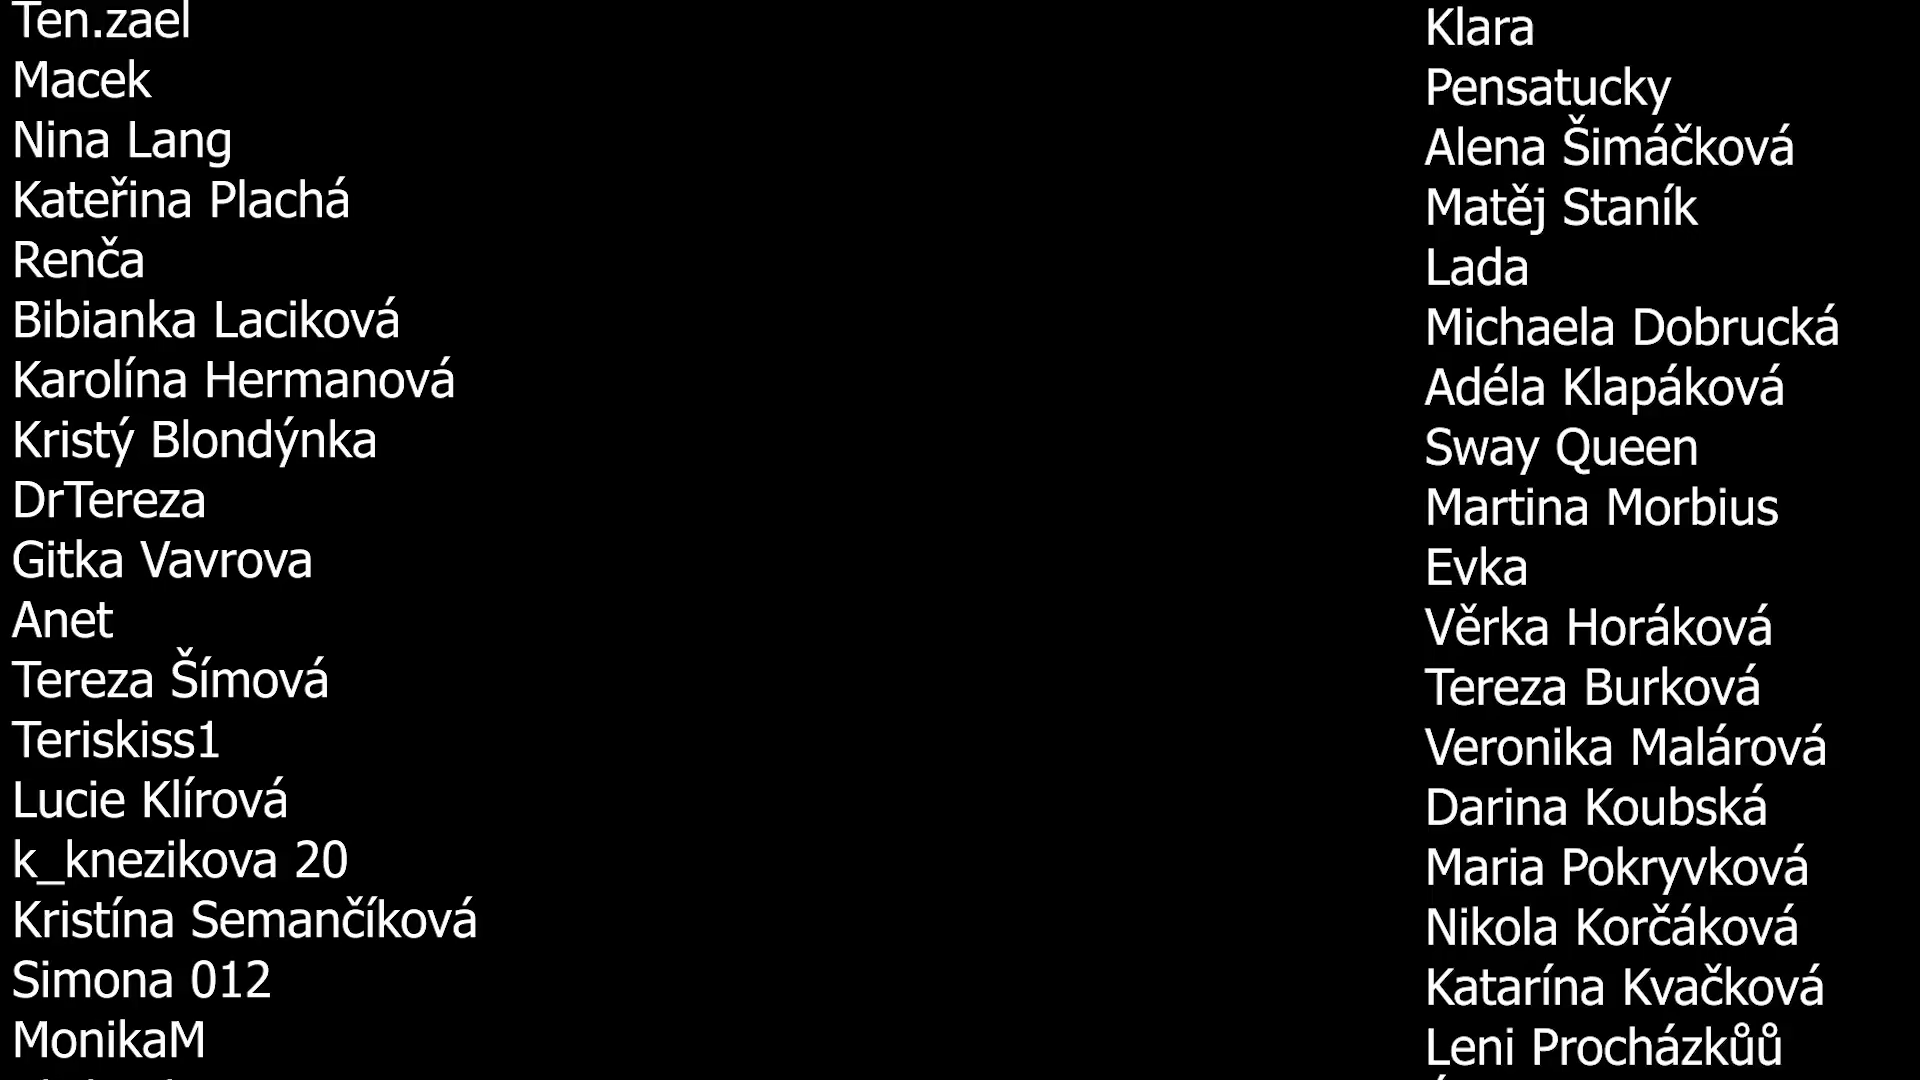 Ten.zael
Macek
Nina Lang
Kateřina Plachá
Renča
Bibianka Laciková
Karolína Hermanová
Kristý Blondýnka
DrTereza
Gitka Vavrova
Anet
Tereza Šímová
Teriskiss1
Lucie Klírová
k_knezikova 20
Kristína Semančíková
Simona 012
MonikaM
Klara
Pensatucky
Alena Šimáčková
Matěj Staník
Lada
Michaela Dobrucká
Adéla Klapáková
Sway Queen
Martina Morbius
Evka
Věrka Horáková
Tereza Burková
Veronika Malárová
Darina Koubská
Maria Pokryvková
Nikola Korčáková
Katarína Kvačková
Leni Procházkůů